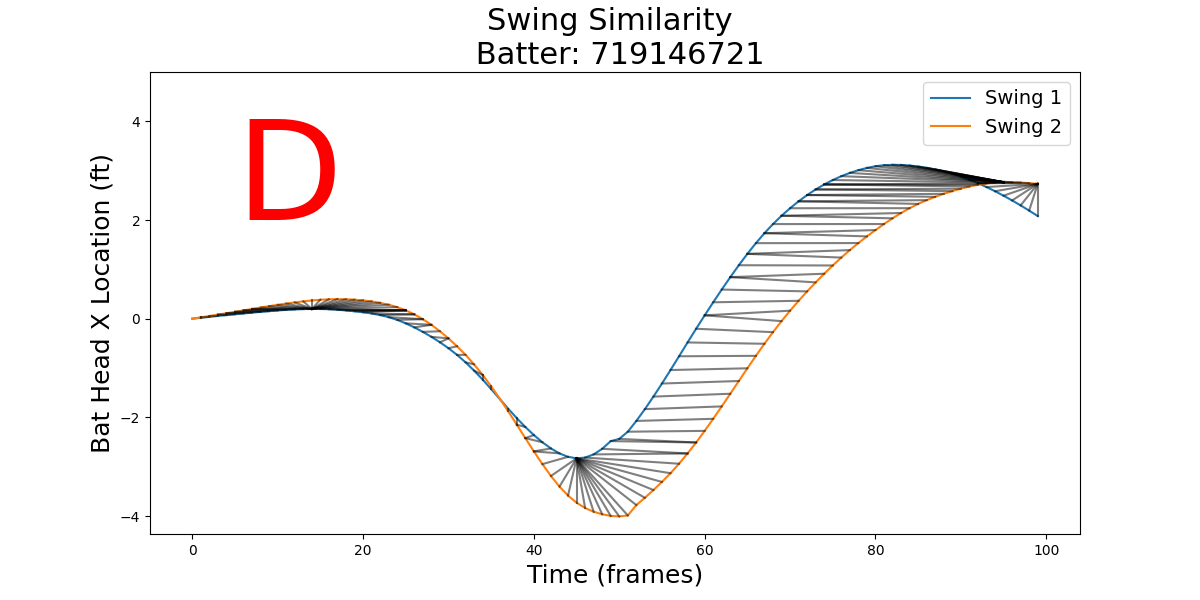 Swing Similarity
Batter: 719146721
D
Swing 1
Swing 2
Bat Head X Location (ft)
4
2
0
−2
−4
0 20 40 60 80 100
Time (frames)